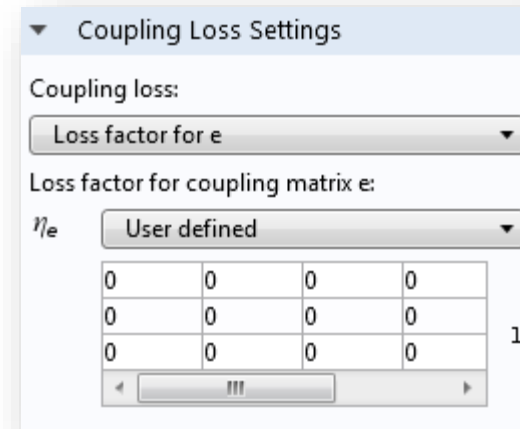 Coupling Loss Settings
Coupling loss:
Loss factor for e
Loss factor for coupling matrix e:
ηe User defined
0 0 0 0
0 0 0 0
1
0 0 0 0